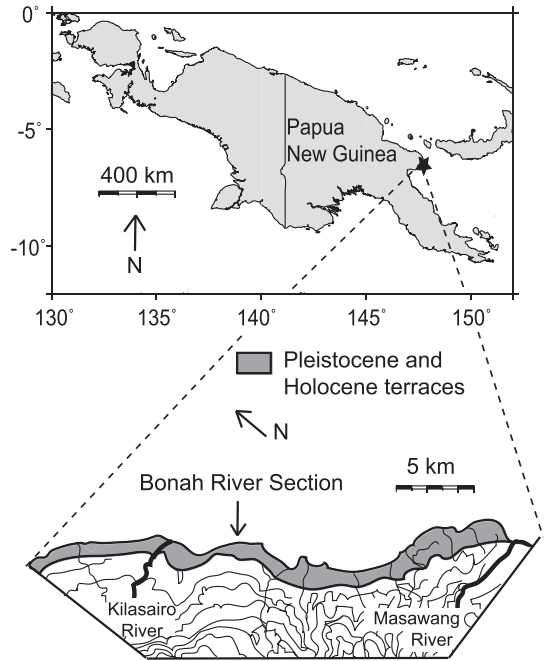 0°
-5°
-10°
Papua
New Guinea
400 km
N
130°
135°
140°
145°
150°
Pleistocene and
Holocene terraces
N
5 km
Bonah River Section
Kilasairo
River
Masawang
River